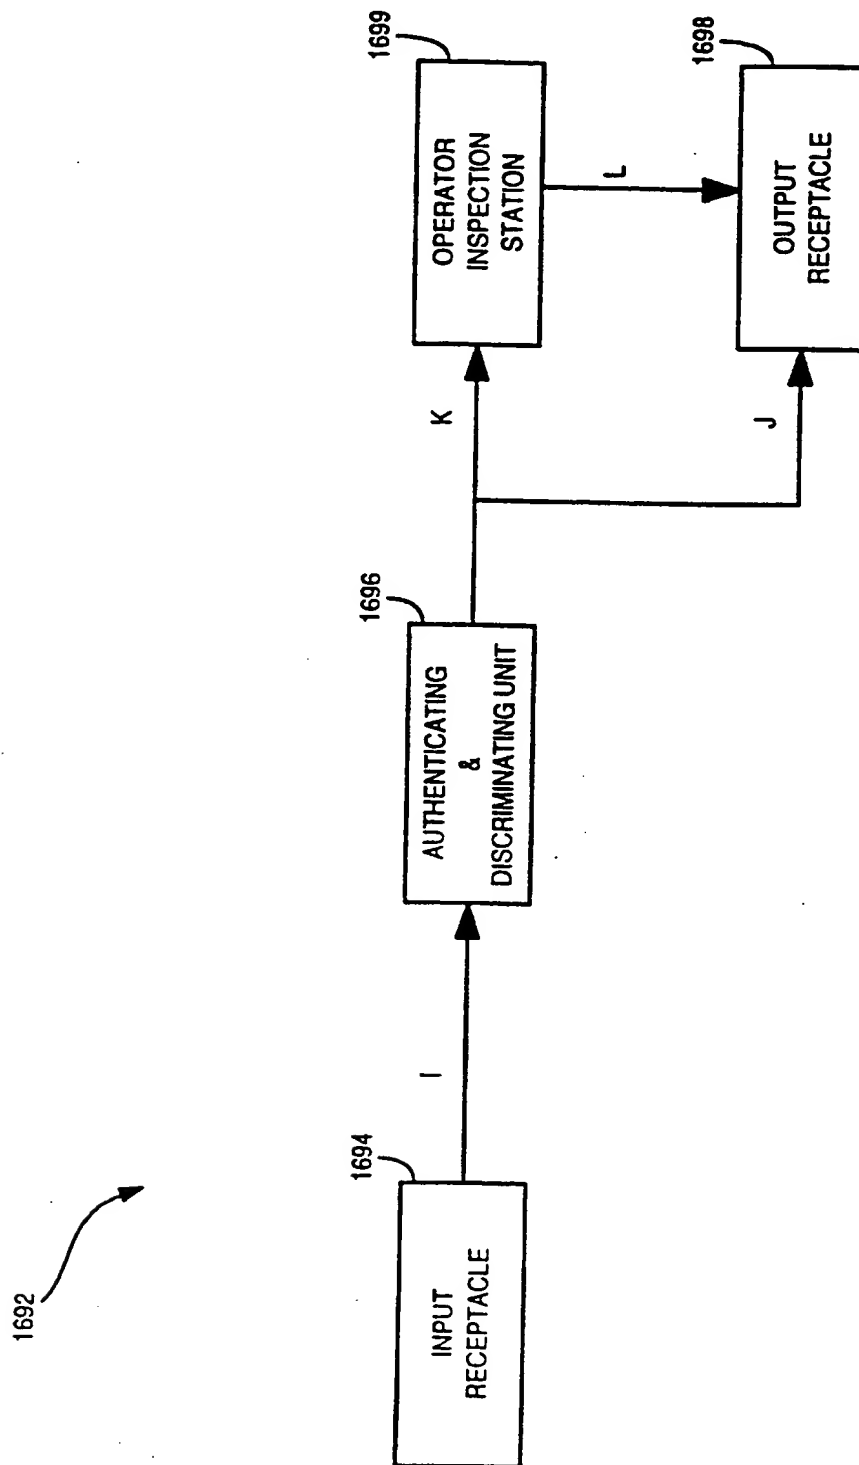 1692
1694
INPUT
RECEPTACLE
I
1696
AUTHENTICATING
&
DISCRIMINATING UNIT
K
J
1699
OPERATOR
INSPECTION
STATION
L
1698
OUTPUT
RECEPTACLE